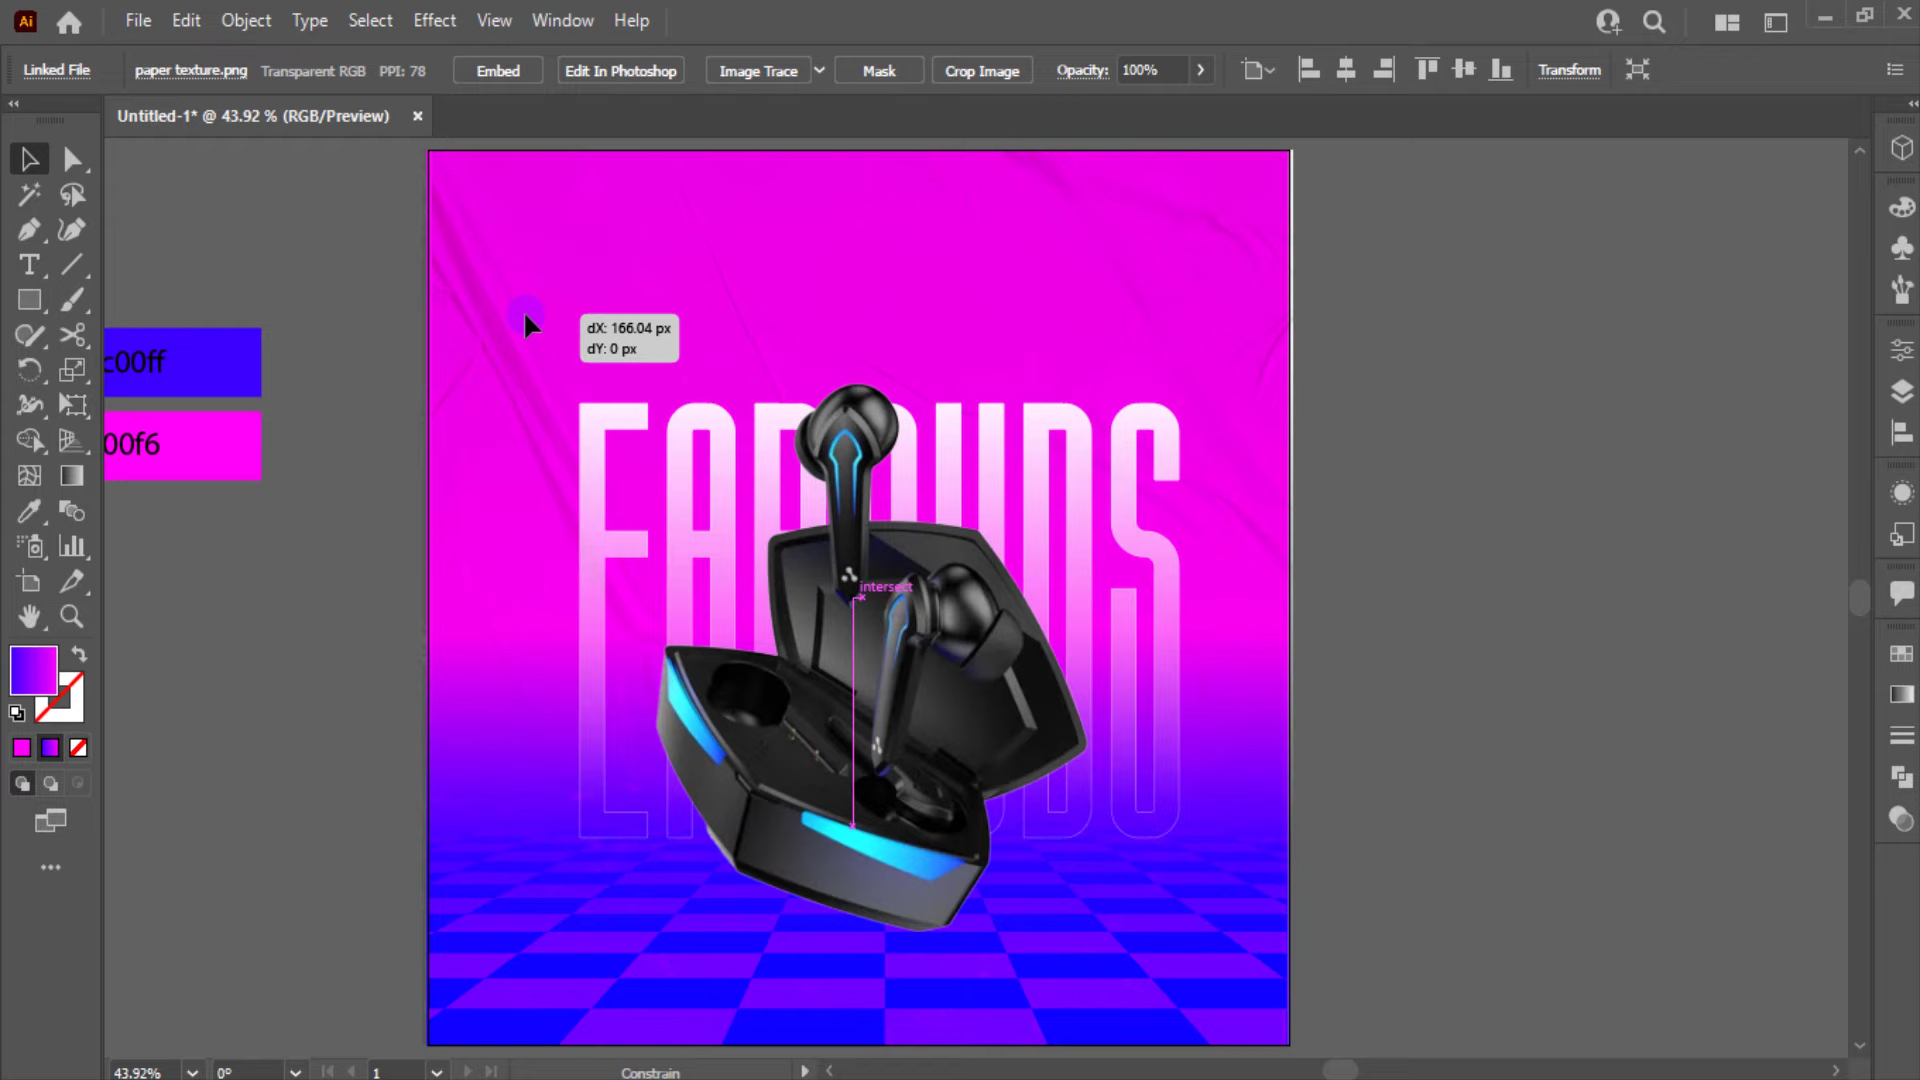 Ai File Edit Object Type Select Effect View Window Help
Linked File paper texture.png Transparent RGB PPI: 78 Embed Edit In Photoshop Image Trace Mask Crop Image Opacity: 100% Transform
Untitled-1* @ 43.92 % (RGB/Preview)
dX: 166.04 px
dY: 0 px
c00ff
00f6
intersect
43.92% 0° 1 Constrain